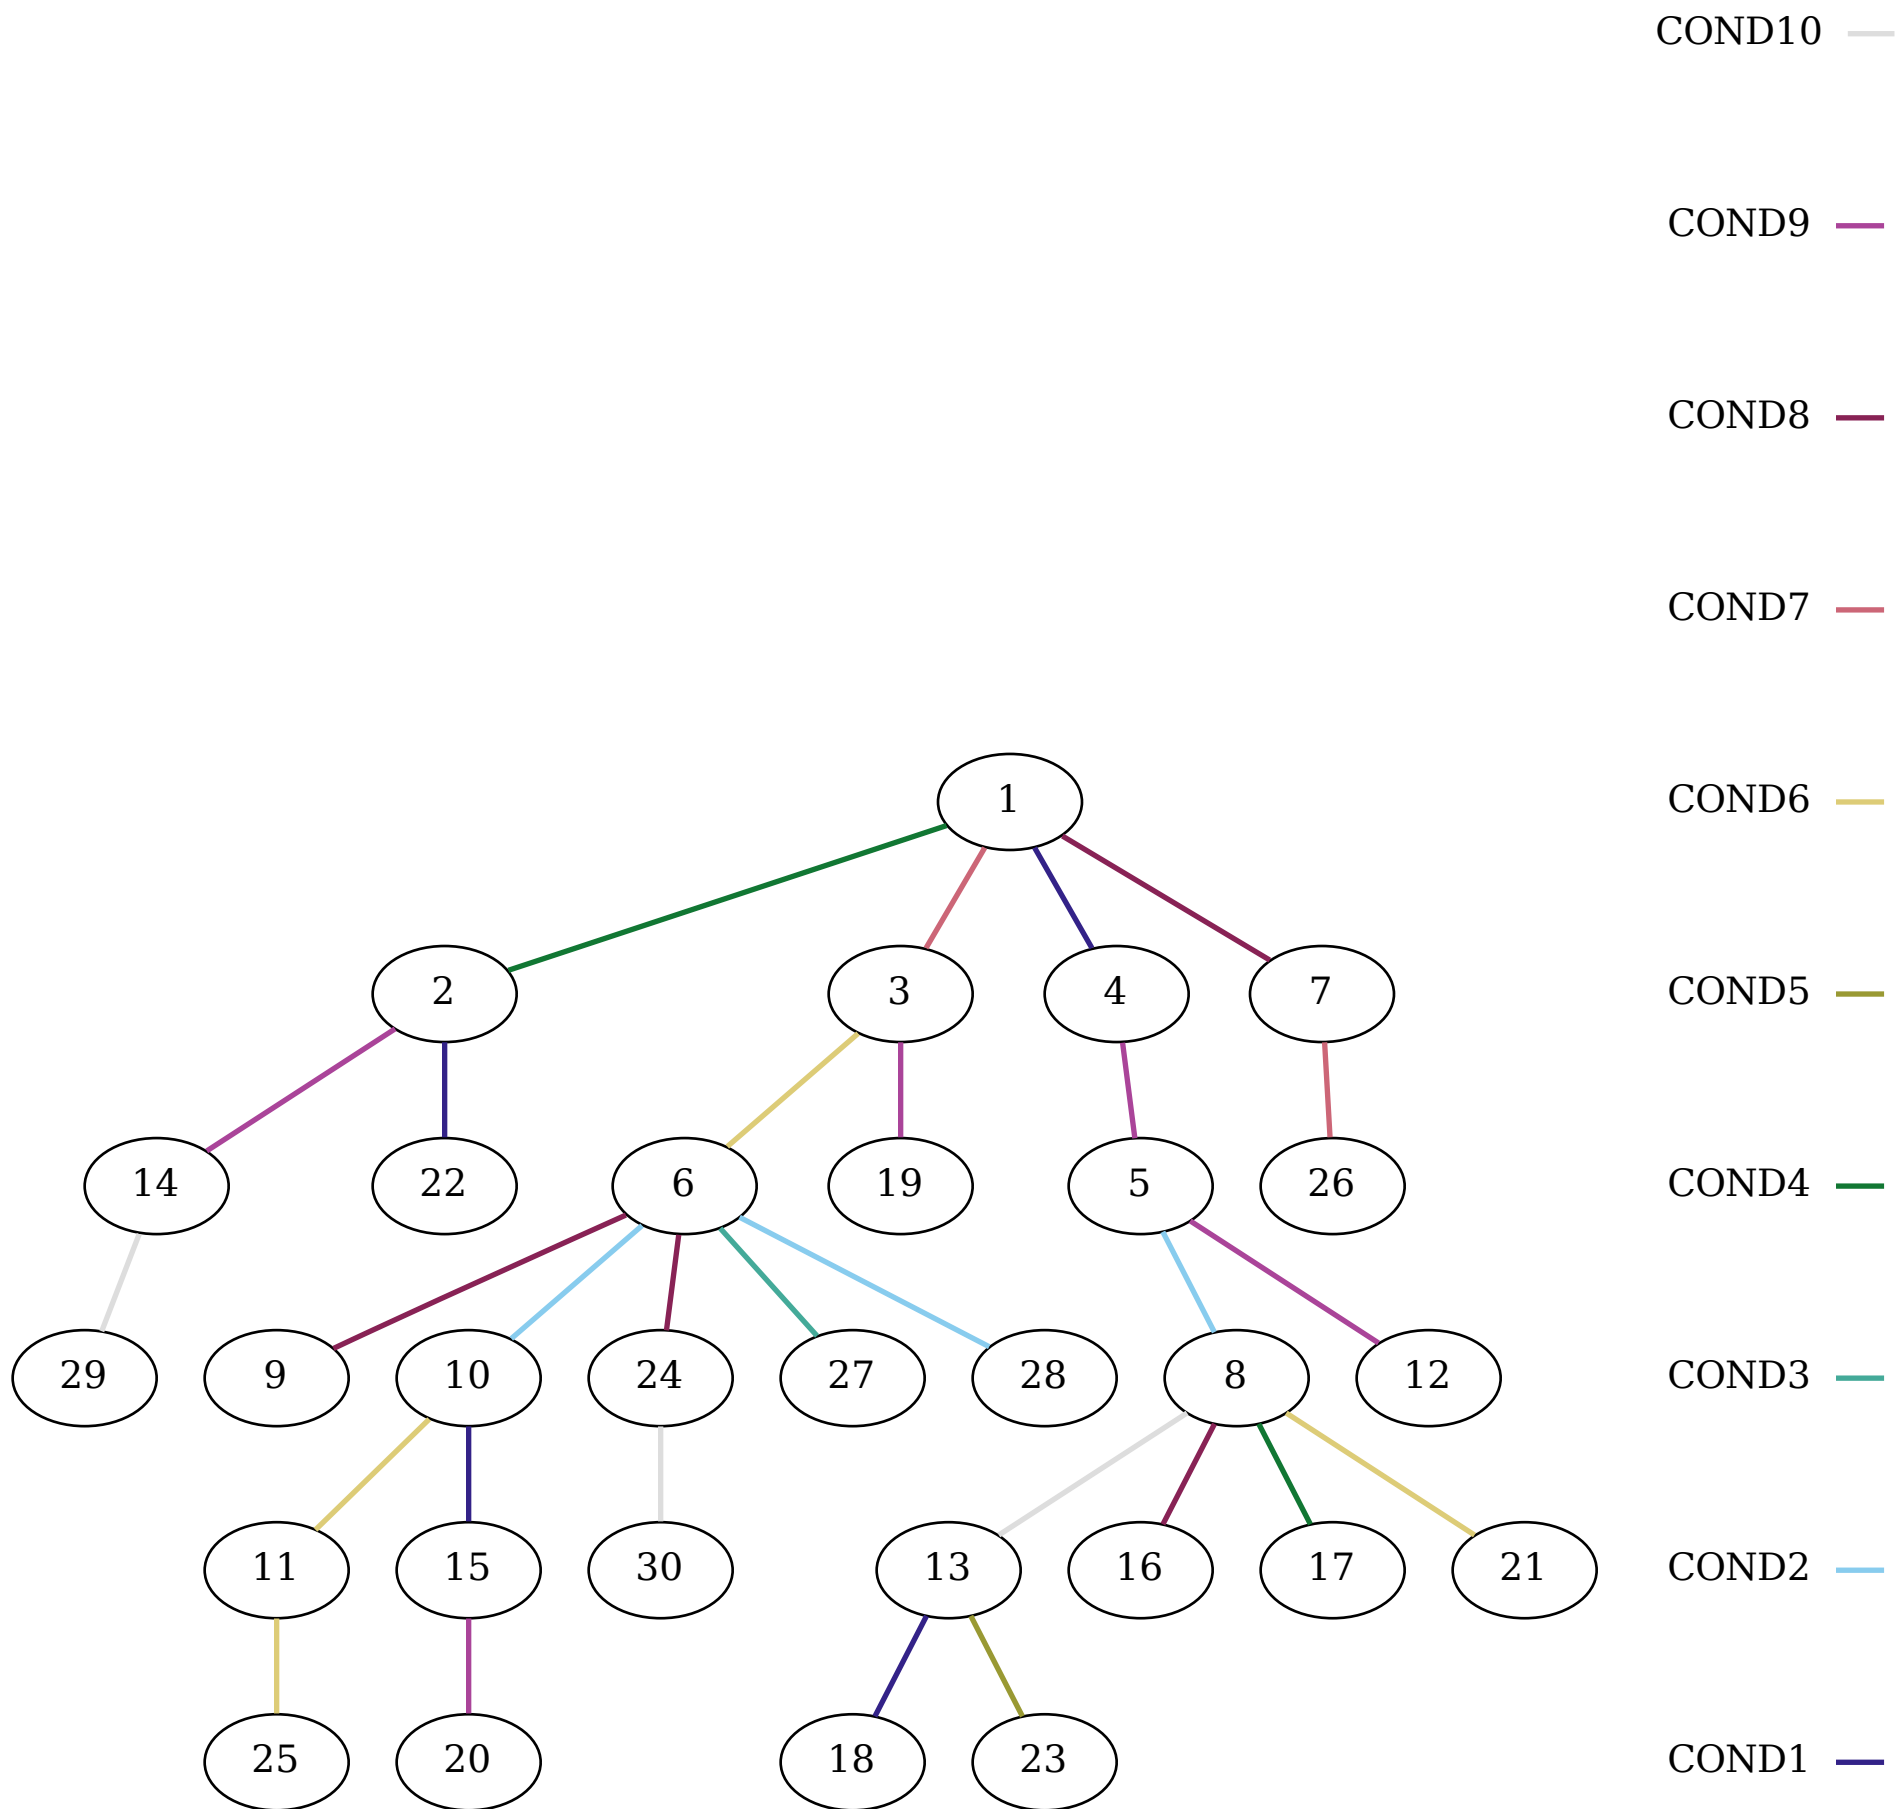 COND10
COND9
COND8
COND7
1 COND6
2 3 4 7 COND5
14 22 6 19 5 26 COND4
29 9 10 24 27 28 8 12 COND3
11 15 30 13 16 17 21 COND2
25 20 18 23 COND1